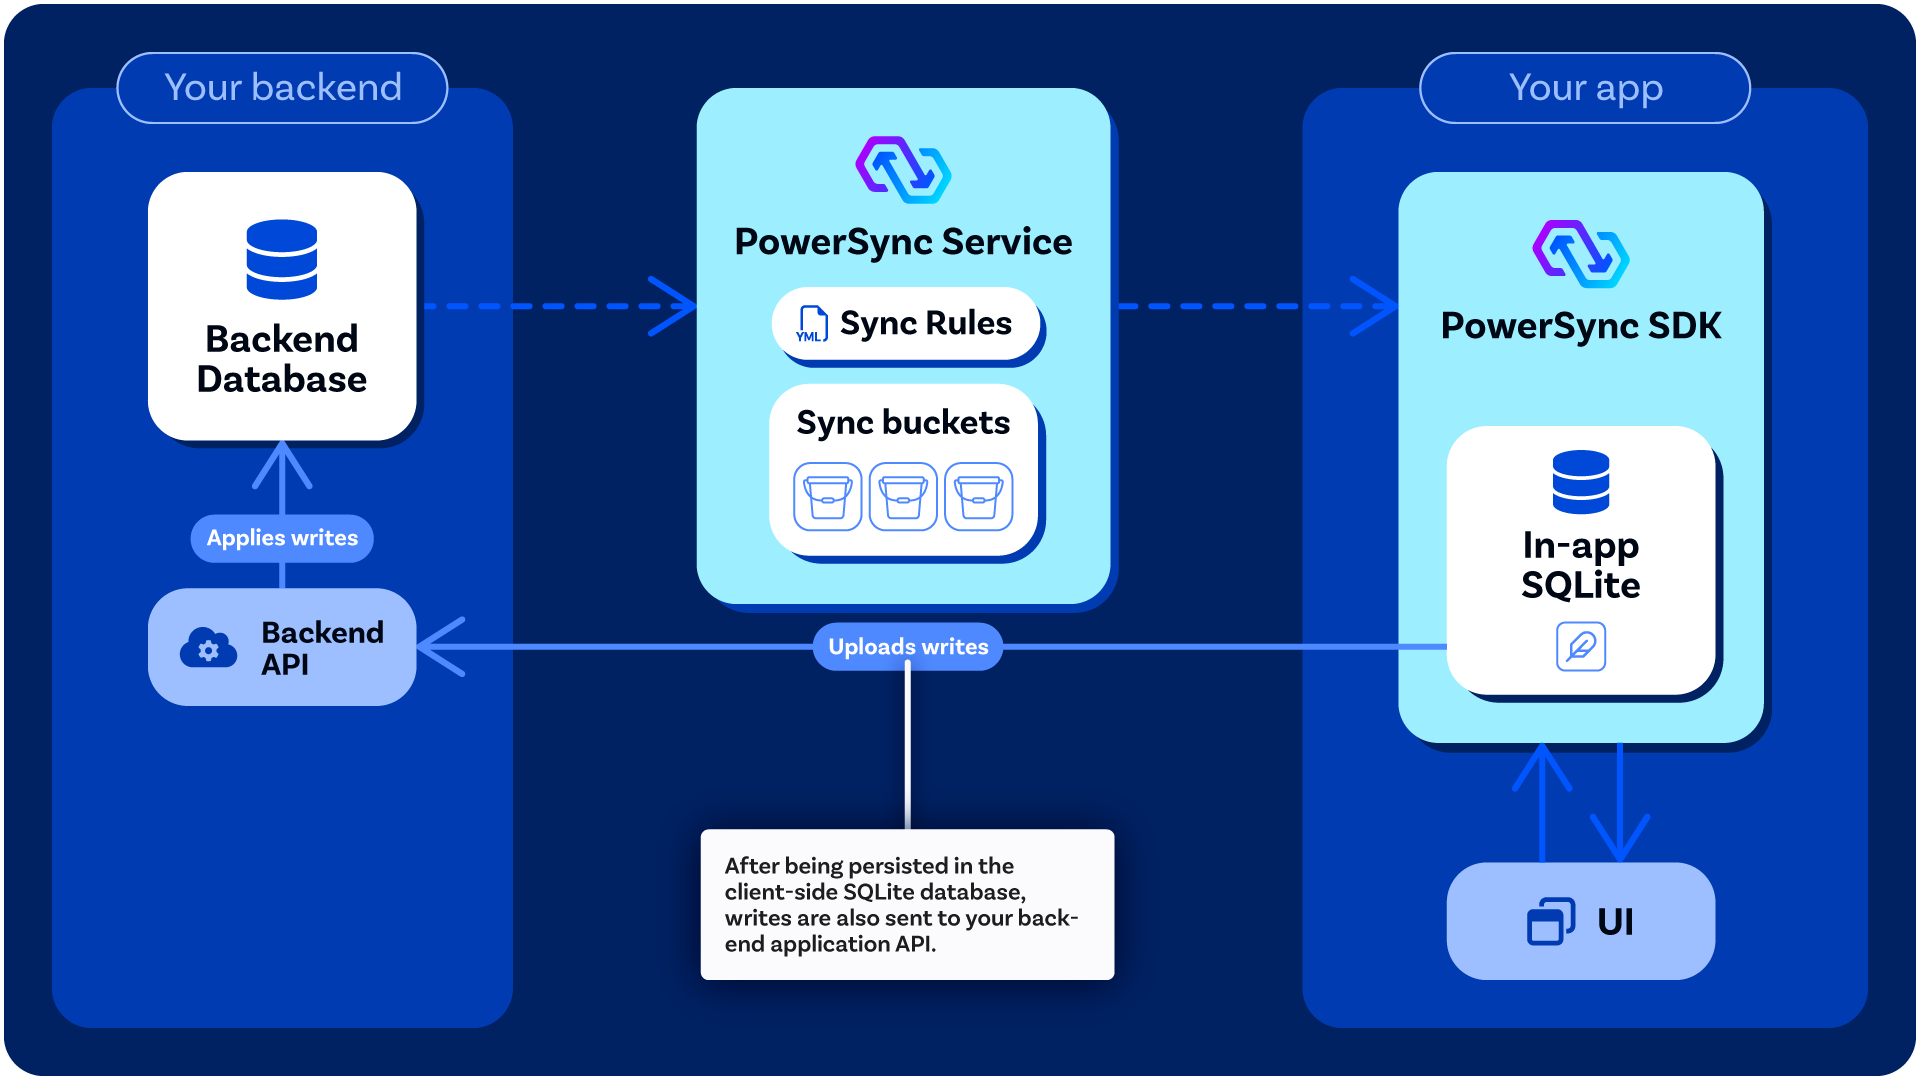 Your backend
Backend
Database
Applies writes
Backend
API
PowerSync Service
YML
Sync Rules
Sync buckets
Uploads writes
After being persisted in the
client-side SQLite database,
writes are also sent to your back-
end application API.
Your app
PowerSync SDK
In-app
SQLite
UI